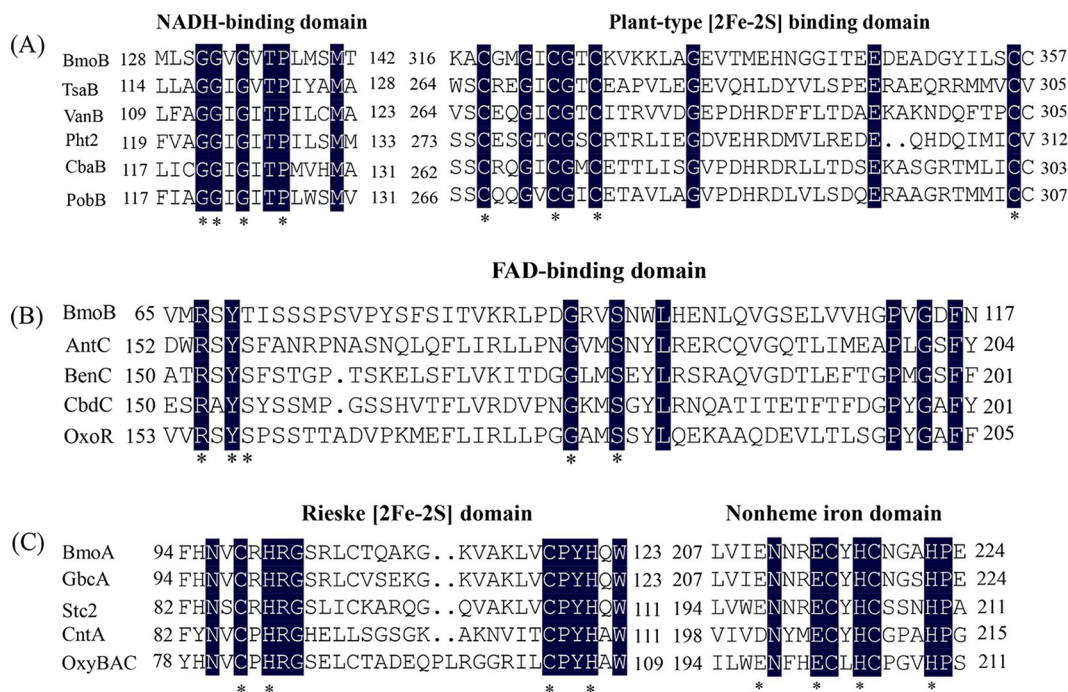 NADH-binding domain Plant-type [2Fe-2S] binding domain
(A)
BmoB 128 MLSGGVGVTPLMSMT 142 316 KACGMGICGTCKVKKLAGEVTMEHNGGITEEDEADGYILSCC 357
TsaB 114 LLAGGIGVTPIYAMA 128 264 WSCREGICGTCEAPVLEGEVQHLDYVLSPEERAEQRRMMVCV 305
VanB 109 LFAGGIGITPILCMA 123 264 VSCEQGICGTCITRVVDGEPDHRDFFLTDAEKAKNDQFTPCC 305
Pht2 119 FVAGGIGITPILSMM 133 273 SSCESGTCGSCRTRLIEGDVEHRDMVLREDE..QHDQIMICV 312
CbaB 117 LICGGIGITPMVHMA 131 262 SSCRQGICGMCETTLISGVPDHRDRLLTDSEKASGRTMLICC 303
PobB 117 FIAGGIGITPLWSMV 131 266 SSCQQGVCGICETAVLAGVPDHRDLVLSDQERAAGRTMMICC 307
* * * * * * * *
FAD-binding domain
(B)
BmoB 65 VMRSYTISSSPSVPYSFSITVKRLPDGRVSNWLHENLQVGSELVVHGPVGDFN 117
AntC 152 DWRSYSFANRPNASNQLQFLIRLLPNGVMSNYLRERCQVGQTLIMEAPLGSFY 204
BenC 150 ATRSYSFSTGP.TSKELSFLVKITDGGLMSEYLRSRAQVGDTLEFTGPMGSFF 201
CbdC 150 ESRAYSYSSMP.GSSHVTFLVRDVPNGKMSGYLRNQATITETFTFDGPYGAFY 201
OxoR 153 VVRSYSPSSTTADVPKMEFLIRLLPGGAMSSYLQEKAAQDEVLTLSGPYGAFF 205
* * * * *
Rieske [2Fe-2S] domain Nonheme iron domain
(C)
BmoA 94 FHNVCRHRGSRLCTQAKG..KVAKLVCPYHQW 123 207 LVIENNRECYHCNGAHPE 224
GbcA 94 FHNVCRHRGSRLCVSEKG..KVAKLVCPYHQW 123 207 LVIENNRECYHCNGSHPE 224
Stc2 82 FHNSCRHRGSLICKARQG..QVAKLVCPYHQW 111 194 LVWENNRECYHCSSNHPA 211
CntA 82 FYNVCPHRGHELLSGSGK..AKNVITCPYHAW 111 198 VIVDNYMECYHCGPAHPG 215
OxyBAC 78 YHNVCPHRGSELCTADEQPLRGGRILCPYHAW 109 194 ILWENFHECLHCPGVHPS 211
* * * * * * * *